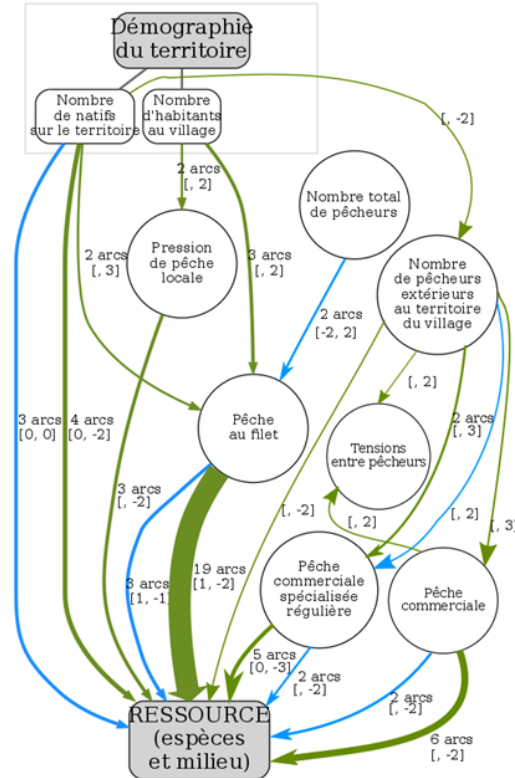 Démographie
du territoire
Nombre
de natifs
sur le territoire
Nombre
d'habitants
au village
[, -2]
2 arcs
[, 2]
Nombre total
de pêcheurs
Pression
de pêche
locale
2 arcs
[, 3]
3 arcs
[, 2]
Nombre
de pêcheurs
extérieurs
au territoire
du village
2 arcs
[-2, 2]
[, 2]
3 arcs
[0, 0]
4 arcs
[0, -2]
Pêche
au filet
2 arcs
[, 3]
Tensions
entre pêcheurs
3 arcs
[, -2]
[, -2]
[, 2]
[, 2]
[, 3]
19 arcs
[1, -2]
3 arcs
[1, -1]
Pêche
commerciale
spécialisée
régulière
Pêche
commerciale
5 arcs
[0, -3]
2 arcs
[, -2]
2 arcs
[, -2]
RESSOURCE
(espèces
et milieu)
6 arcs
[, -2]